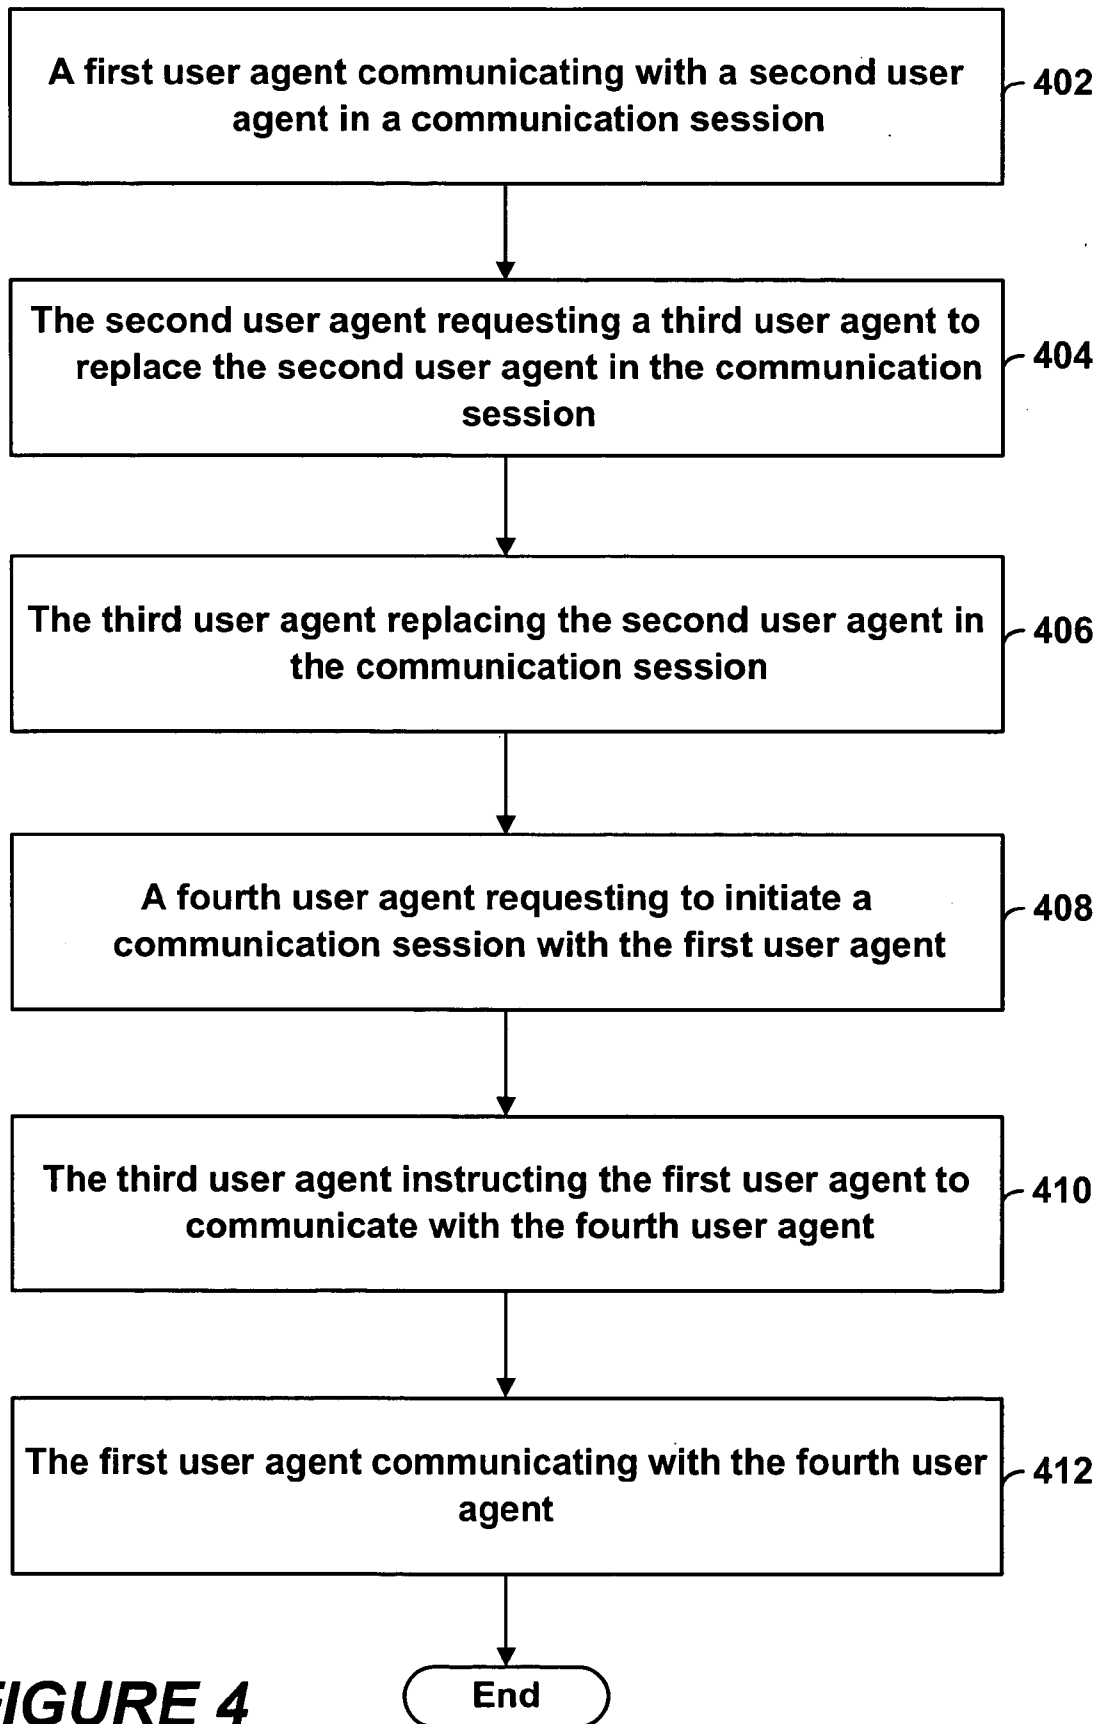 A first user agent communicating with a second user
agent in a communication session
402
The second user agent requesting a third user agent to
replace the second user agent in the communication
session
404
The third user agent replacing the second user agent in
the communication session
406
A fourth user agent requesting to initiate a
communication session with the first user agent
408
The third user agent instructing the first user agent to
communicate with the fourth user agent
410
The first user agent communicating with the fourth user
agent
412
End
FIGURE 4